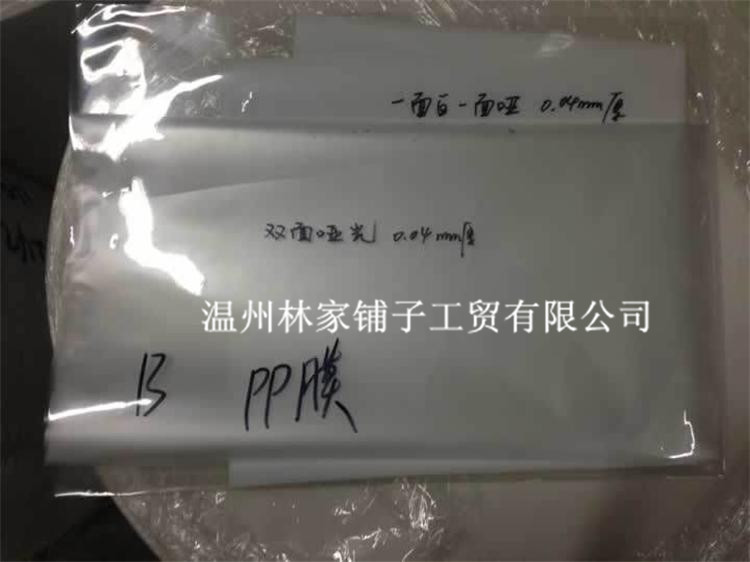 一面白一面哑 0.04mm厚
双面哑光 0.04mm厚
温州林家铺子工贸有限公司
13 PP膜